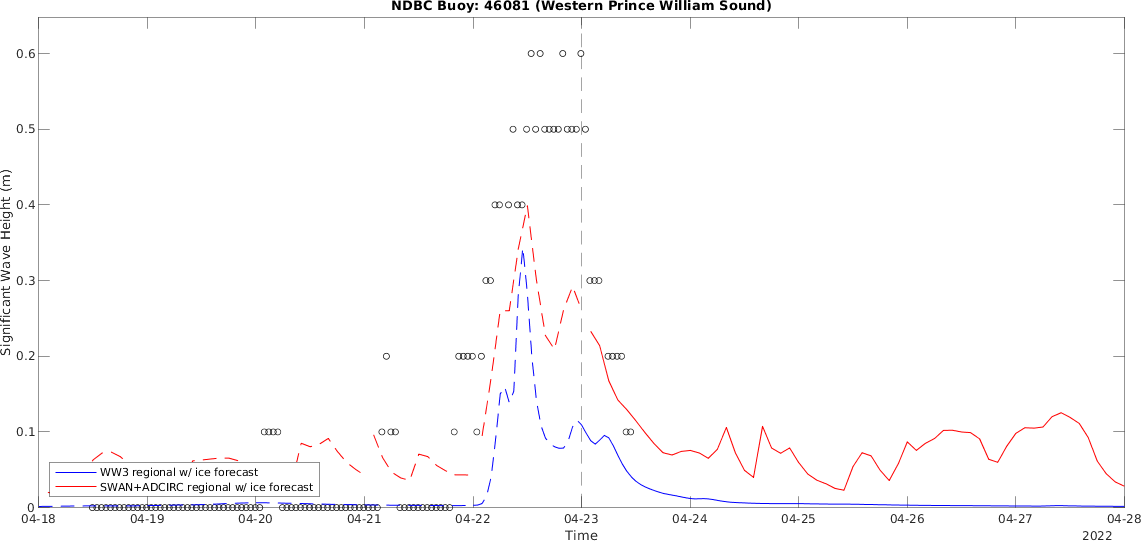 NDBC Buoy: 46081 (Western Prince William Sound)
Significant Wave Height (m)
0.6
0.5
0.4
0.3
0.2
0.1
0
WW3 regional w/ ice forecast
SWAN+ADCIRC regional w/ ice forecast
04-18 04-19 04-20 04-21 04-22 04-23 04-24 04-25 04-26 04-27 04-28
Time
2022